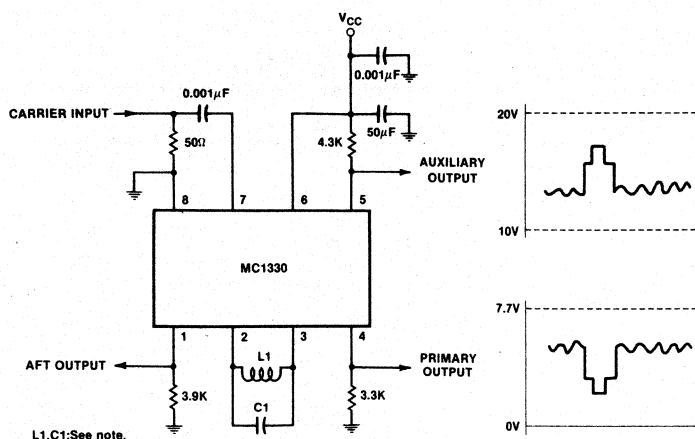 VCC
0.001µF
0.001µF
CARRIER INPUT
50Ω
50µF
4.3K
AUXILIARY
OUTPUT
20V
10V
8
7
6
5
MC1330
1
2
3
4
AFT OUTPUT
L1
C1
3.9K
PRIMARY
OUTPUT
3.3K
7.7V
0V
L1,C1:See note.